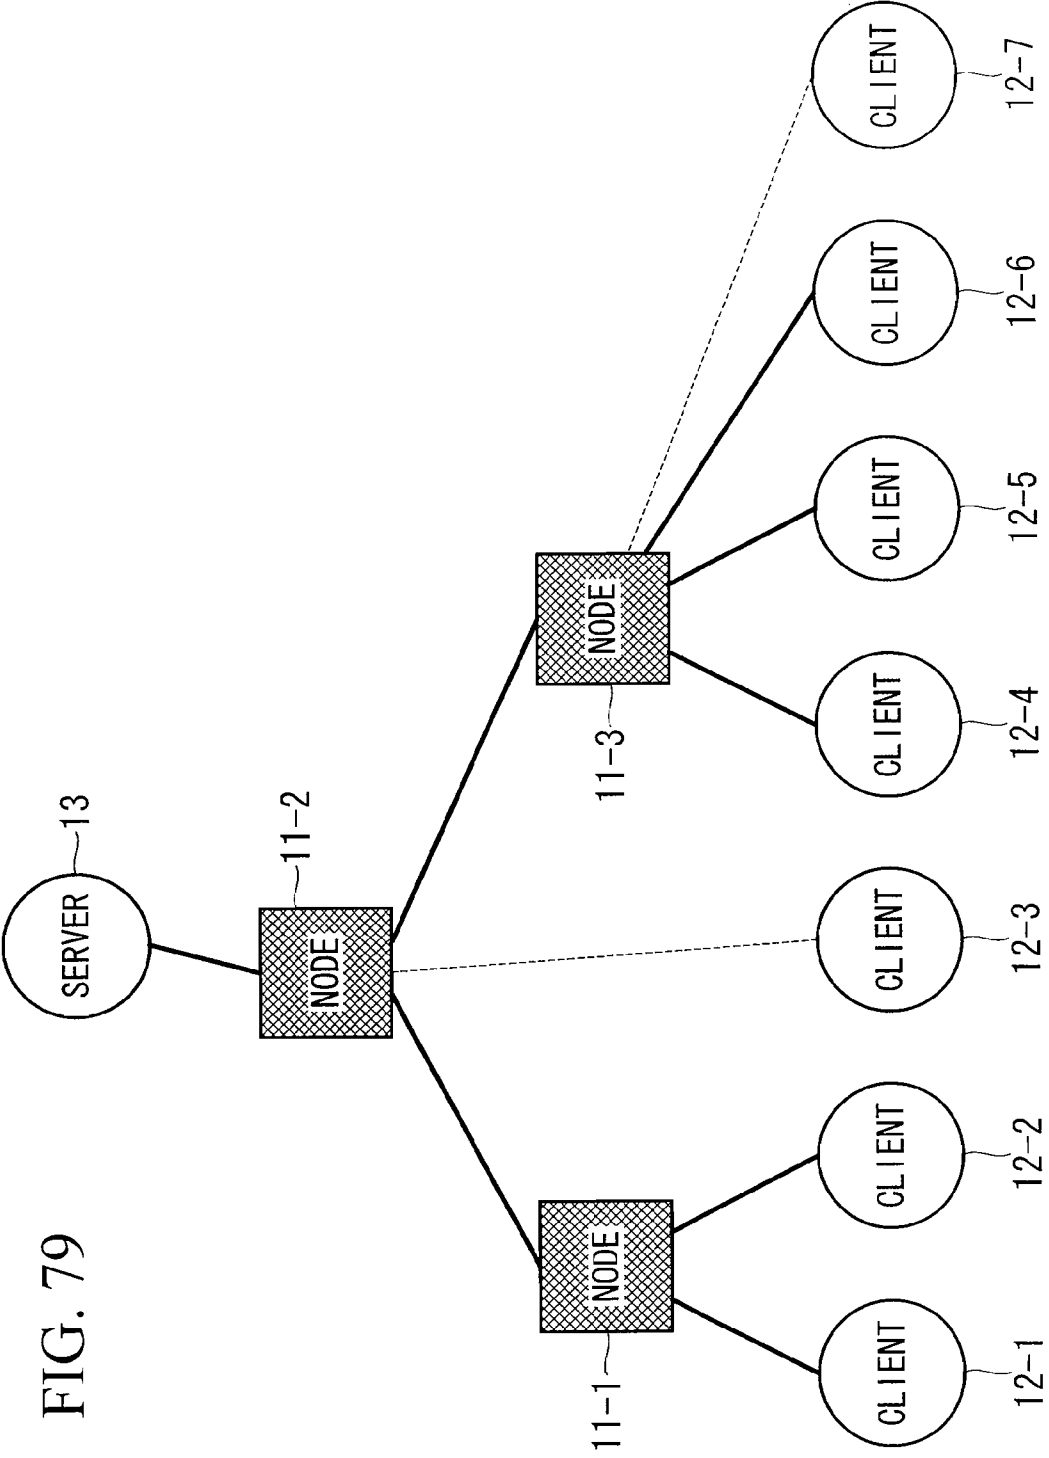 FIG. 79
SERVER
13
NODE
11-2
NODE
11-1
NODE
11-3
CLIENT
CLIENT
CLIENT
CLIENT
CLIENT
CLIENT
CLIENT
12-1
12-2
12-3
12-4
12-5
12-6
12-7